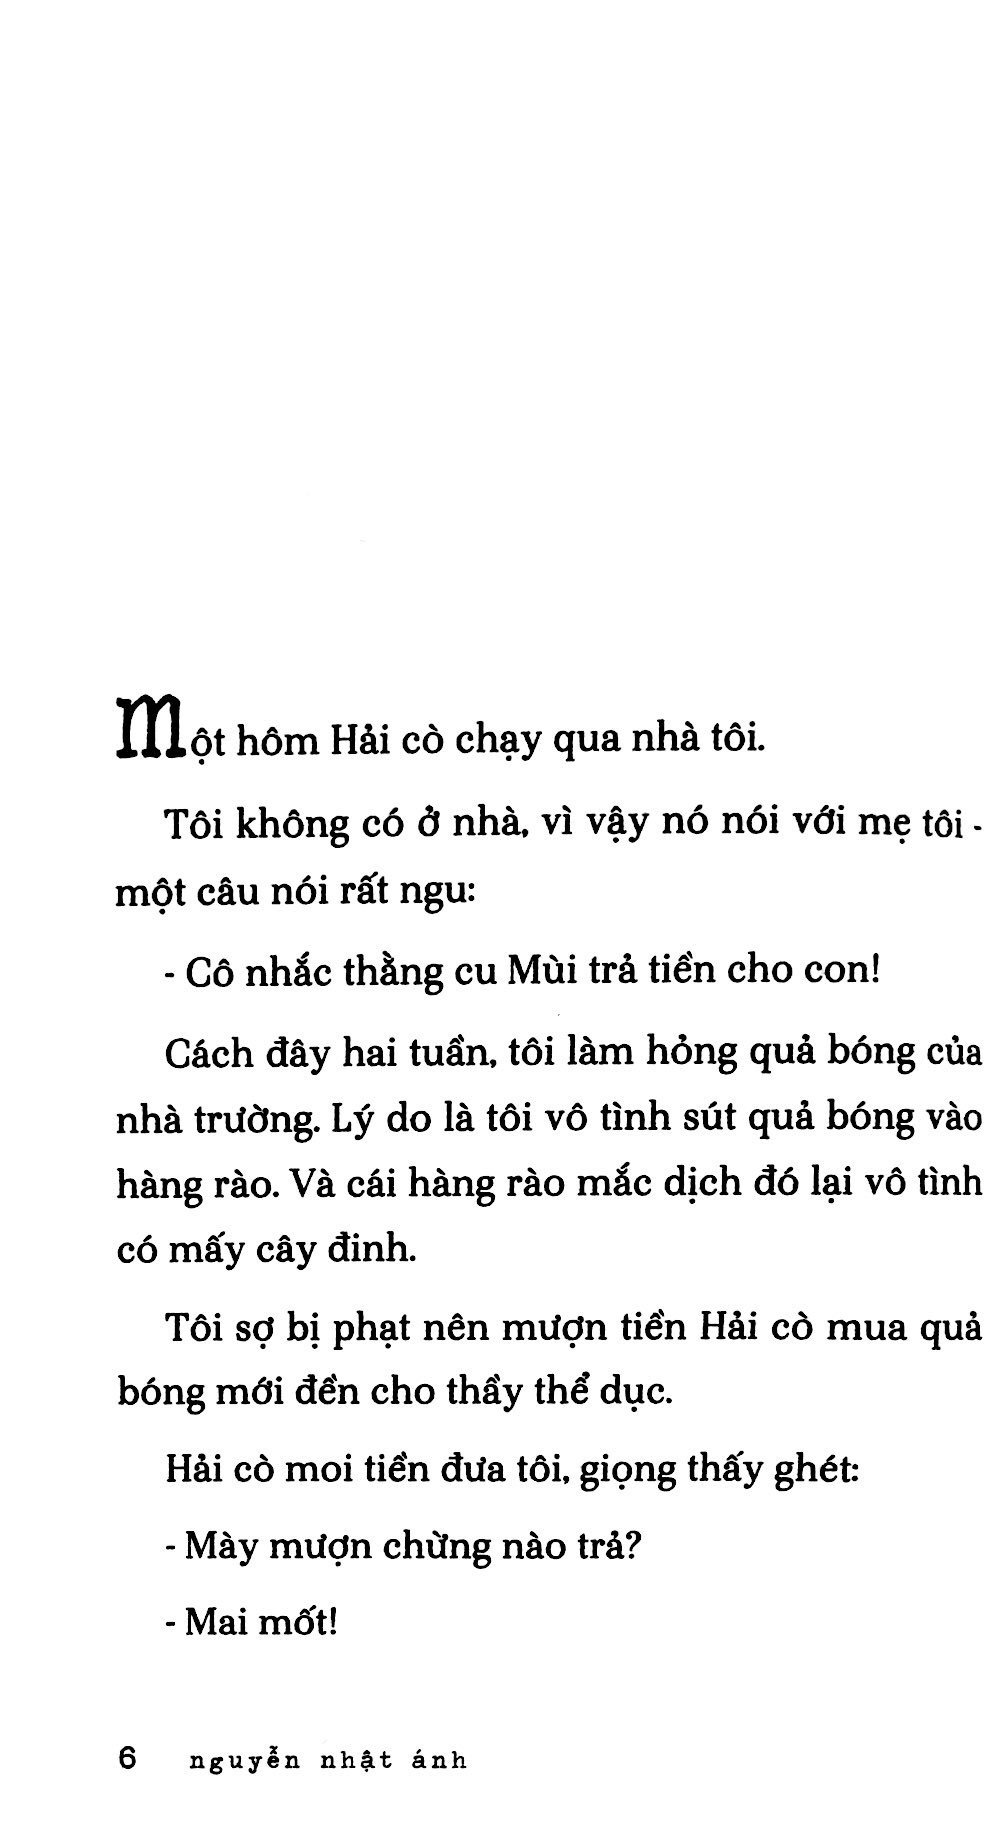 Một hôm Hải cò chạy qua nhà tôi.
Tôi không có ở nhà, vì vậy nó nói với mẹ tôi -
một câu nói rất ngu:
- Cô nhắc thằng cu Mùi trả tiền cho con!
Cách đây hai tuần, tôi làm hỏng quả bóng của
nhà trường. Lý do là tôi vô tình sút quả bóng vào
hàng rào. Và cái hàng rào mắc dịch đó lại vô tình
có mấy cây đinh.
Tôi sợ bị phạt nên mượn tiền Hải cò mua quả
bóng mới đền cho thầy thể dục.
Hải cò moi tiền đưa tôi, giọng thấy ghét:
- Mày mượn chừng nào trả?
- Mai mốt!
6 nguyễn nhật ánh